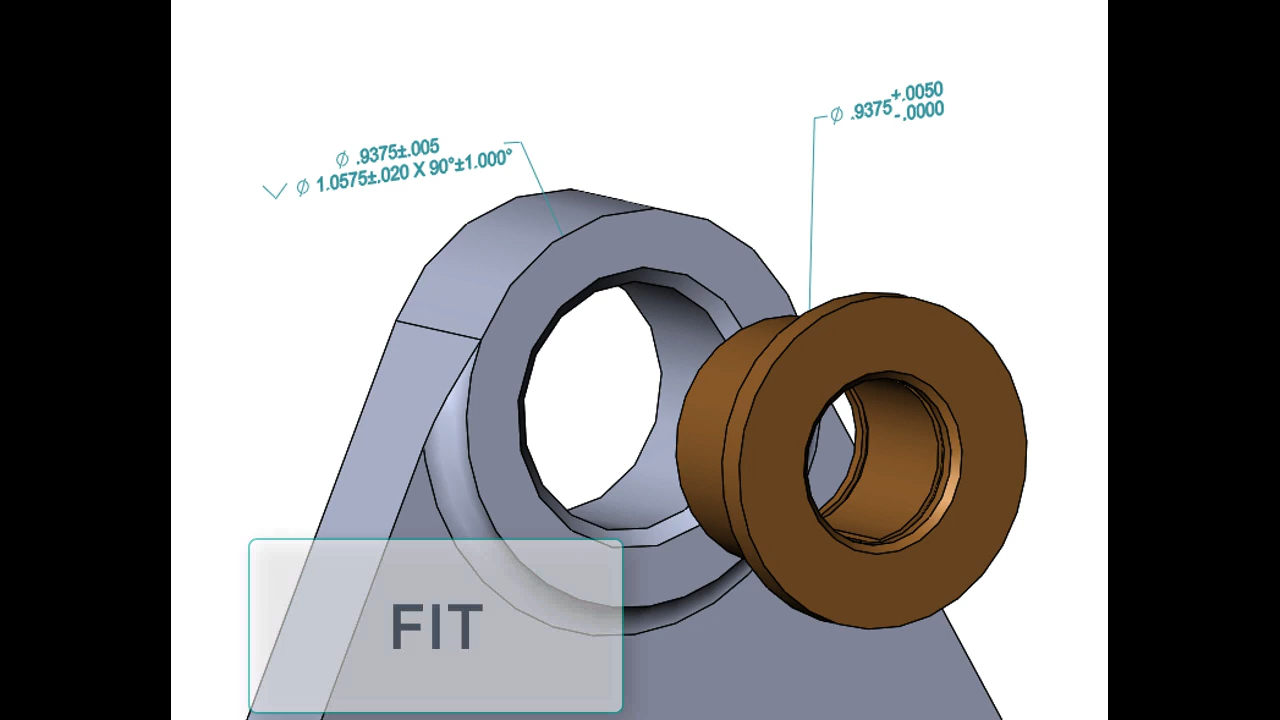 ∅ .9375±.005
⌵ ∅ 1.0575±.020 X 90°±1.000°
∅ .9375 +.0050
-.0000
FIT